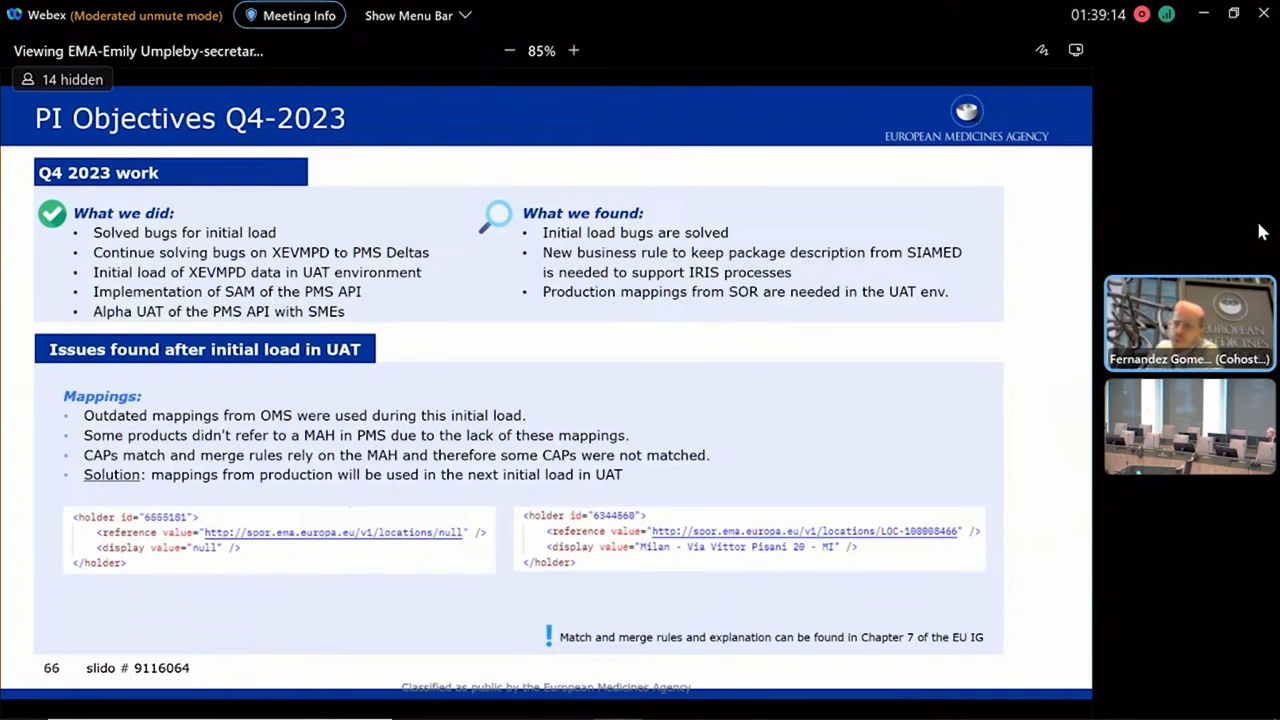 Webex (Moderated unmute mode) Meeting Info Show Menu Bar 01:39:14
Viewing EMA-Emily Umpleby-secretar... 85%
14 hidden
PI Objectives Q4-2023
EUROPEAN MEDICINES AGENCY
Q4 2023 work
What we did:
• Solved bugs for initial load
• Continue solving bugs on XEVMPD to PMS Deltas
• Initial load of XEVMPD data in UAT environment
• Implementation of SAM of the PMS API
• Alpha UAT of the PMS API with SMEs
What we found:
• Initial load bugs are solved
• New business rule to keep package description from SIAMED
is needed to support IRIS processes
• Production mappings from SOR are needed in the UAT env.
Issues found after initial load in UAT
Mappings:
• Outdated mappings from OMS were used during this initial load.
• Some products didn't refer to a MAH in PMS due to the lack of these mappings.
• CAPs match and merge rules rely on the MAH and therefore some CAPs were not matched.
• Solution: mappings from production will be used in the next initial load in UAT
<holder id="6555181">
<reference value="http://spor.ema.europa.eu/v1/locations/null" />
<display value="null" />
</holder>
<holder id="6344560">
<reference value="http://spor.ema.europa.eu/v1/locations/LOC-100008466" />
<display value="Milan - Via Vittor Pisani 20 - MI" />
</holder>
! Match and merge rules and explanation can be found in Chapter 7 of the EU IG
66 slido # 9116064
Classified as public by the European Medicines Agency
EUROPEAN
MEDICINES
Fernandez Gome... (Cohost...)